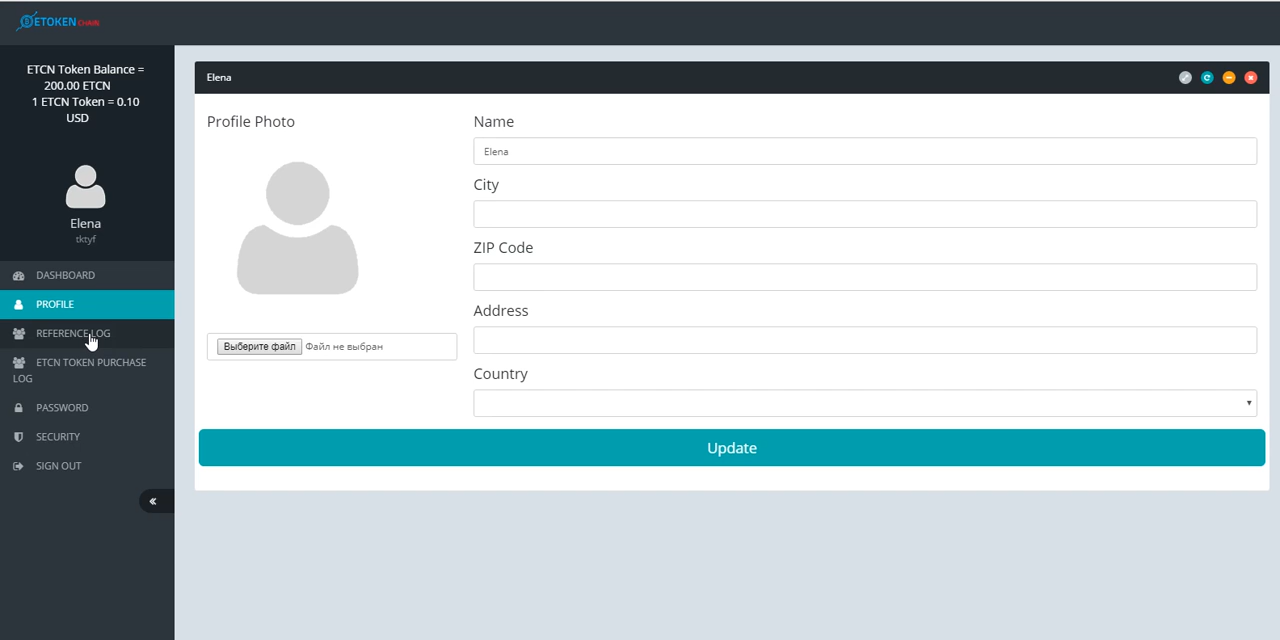 ETOKEN CHAIN
ETCN Token Balance =
200.00 ETCN
1 ETCN Token = 0.10
USD
Elena
tktyf
DASHBOARD
PROFILE
REFERENCE LOG
ETCN TOKEN PURCHASE
LOG
PASSWORD
SECURITY
SIGN OUT
Elena
Profile Photo
Выберите файл Файл не выбран
Name
Elena
City
ZIP Code
Address
Country
Update